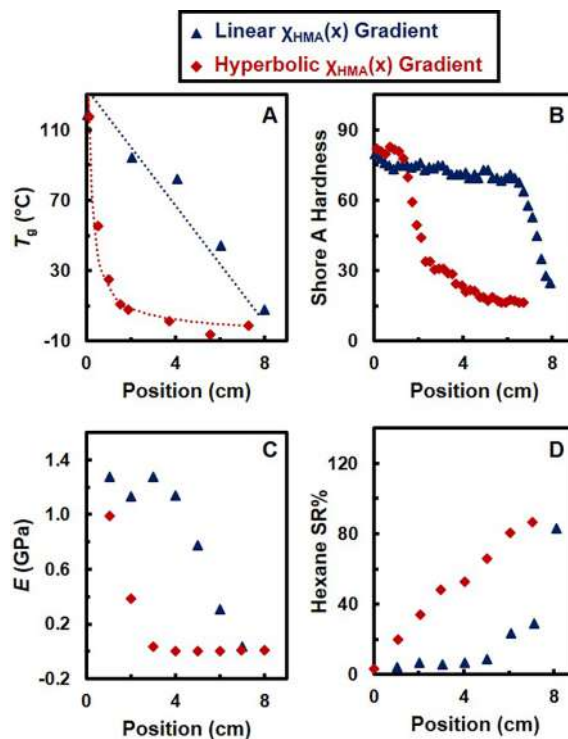 Linear χHMA(x) Gradient
Hyperbolic χHMA(x) Gradient
A
110
70
30
-10
Tg (°C)
0
4
8
Position (cm)
B
90
60
30
0
Shore A Hardness
0
2
4
6
8
Position (cm)
C
1.4
1.0
0.6
0.2
-0.2
E (GPa)
0
4
8
Position (cm)
D
120
80
40
0
Hexane SR%
0
4
8
Position (cm)